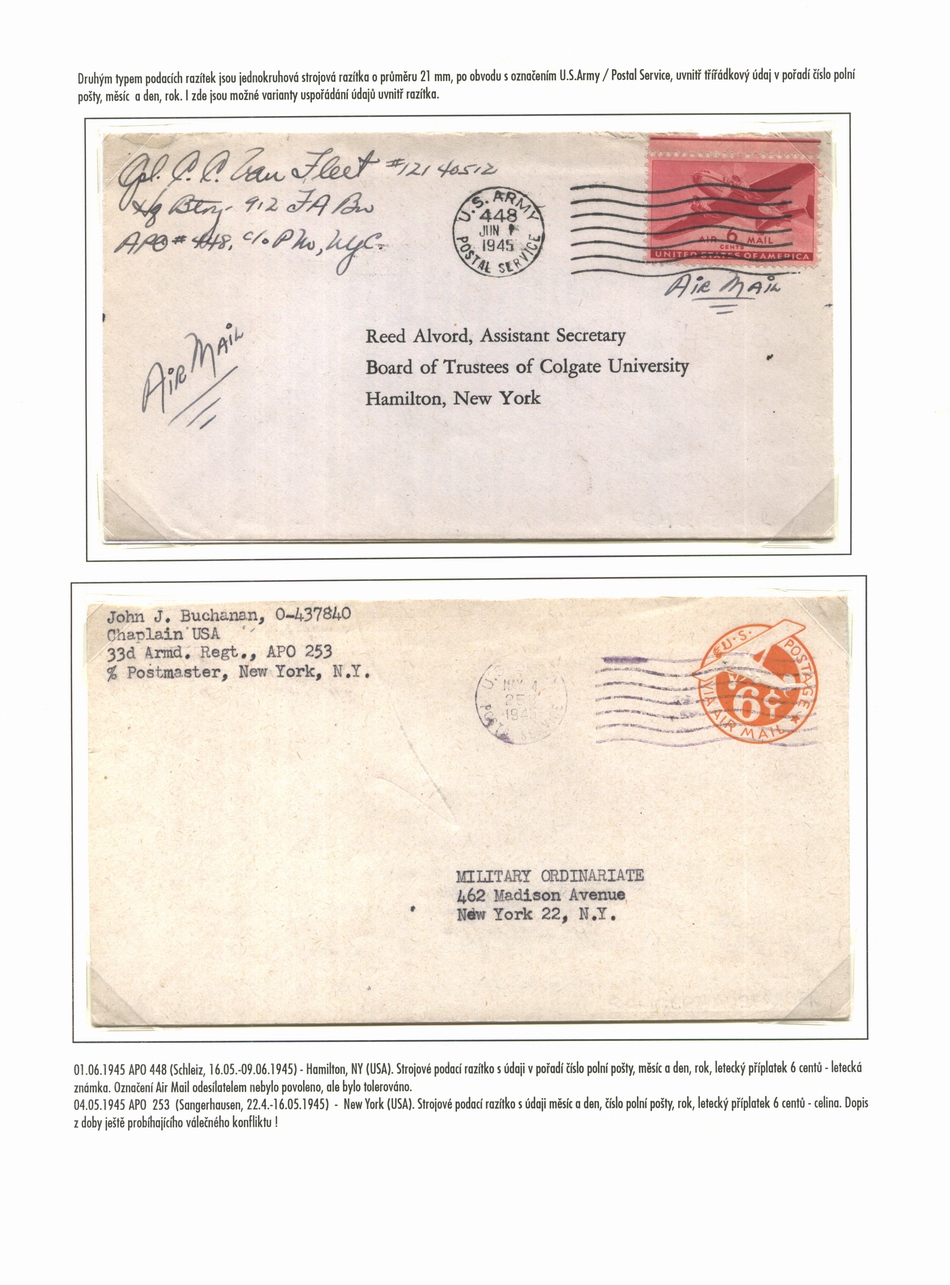 Druhým typem podacích razítek jsou jednokruhová strojová razítka o průměru 21 mm, po obvodu s označením U.S.Army / Postal Service, uvnitř třířádkový údaj v pořadí číslo polní
pošty, měsíc a den, rok. I zde jsou možné varianty uspořádání údajů uvnitř razítka.
Cpl. C. C. Van Fleet #12140512
Hq Btry- 912 FA Bn
APO # 448, c/o P M, NYC.
U.S. ARMY
448
JUN
1945
POSTAL SERVICE
AIR 6 MAIL
CENTS
UNITED STATES OF AMERICA
AIR MAIL
AIR MAIL
Reed Alvord, Assistant Secretary
Board of Trustees of Colgate University
Hamilton, New York
John J. Buchanan, O-437840
Chaplain USA
33d Armd. Regt., APO 253
% Postmaster, New York, N.Y.
MAY 4
U.S. POSTAGE
6¢
VIA AIR MAIL
MILITARY ORDINARIATE
462 Madison Avenue
New York 22, N.Y.
01.06.1945 APO 448 (Schleiz, 16.05.-09.06.1945) - Hamilton, NY (USA). Strojové podací razítko s údaji v pořadí číslo polní pošty, měsíc a den, rok, letecký příplatek 6 centů - letecká
známka. Označení Air Mail odesílatelem nebylo povoleno, ale bylo tolerováno.
04.05.1945 APO 253 (Sangerhausen, 22.4.-16.05.1945) - New York (USA). Strojové podací razítko s údaji měsíc a den, číslo polní pošty, rok, letecký příplatek 6 centů - celina. Dopis
z doby ještě probíhajícího válečného konfliktu !